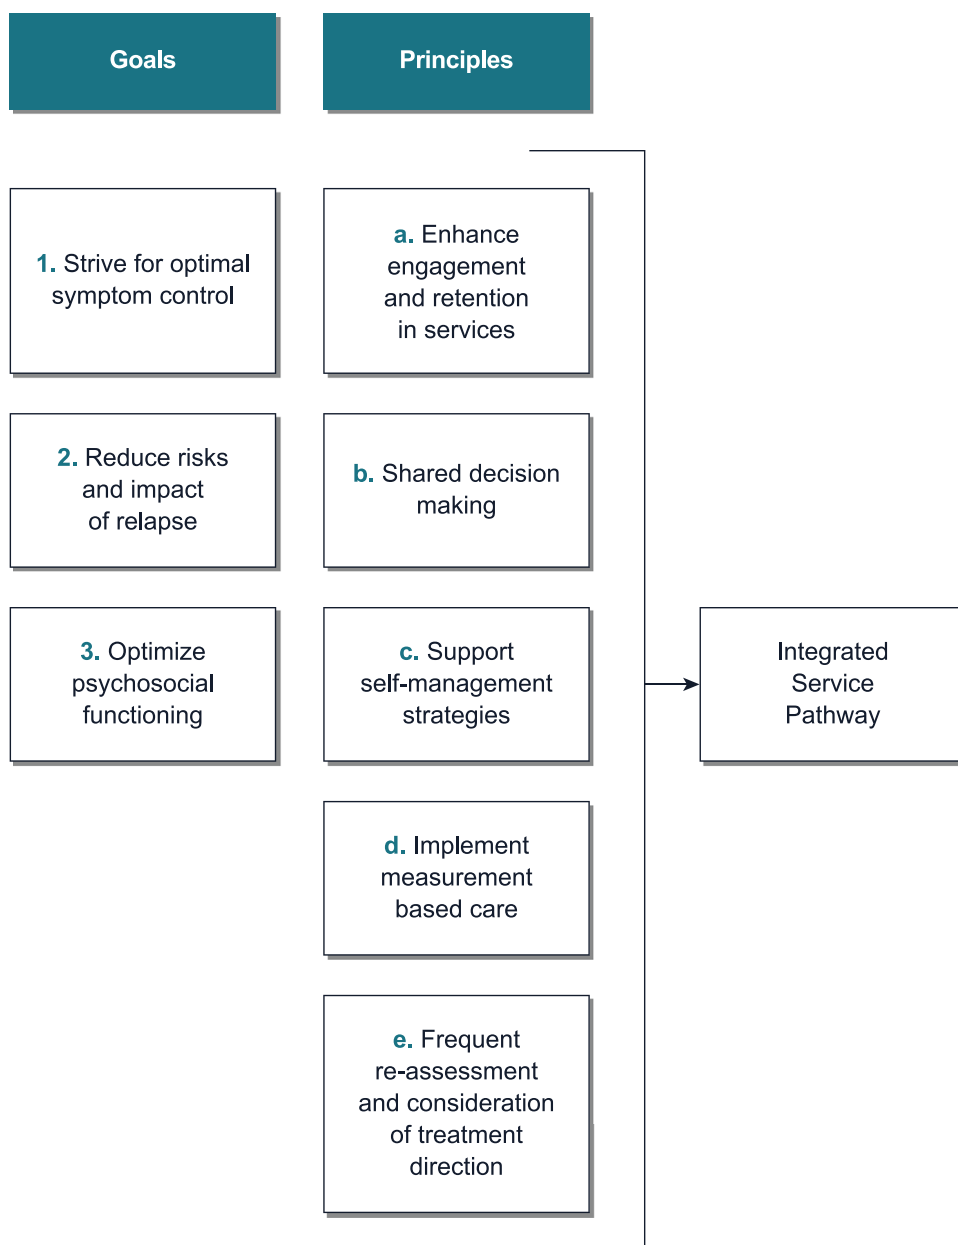 Goals
Principles
1. Strive for optimal
symptom control
a. Enhance
engagement
and retention
in services
2. Reduce risks
and impact
of relapse
b. Shared decision
making
3. Optimize
psychosocial
functioning
c. Support
self-management
strategies
Integrated
Service
Pathway
d. Implement
measurement
based care
e. Frequent
re-assessment
and consideration
of treatment
direction